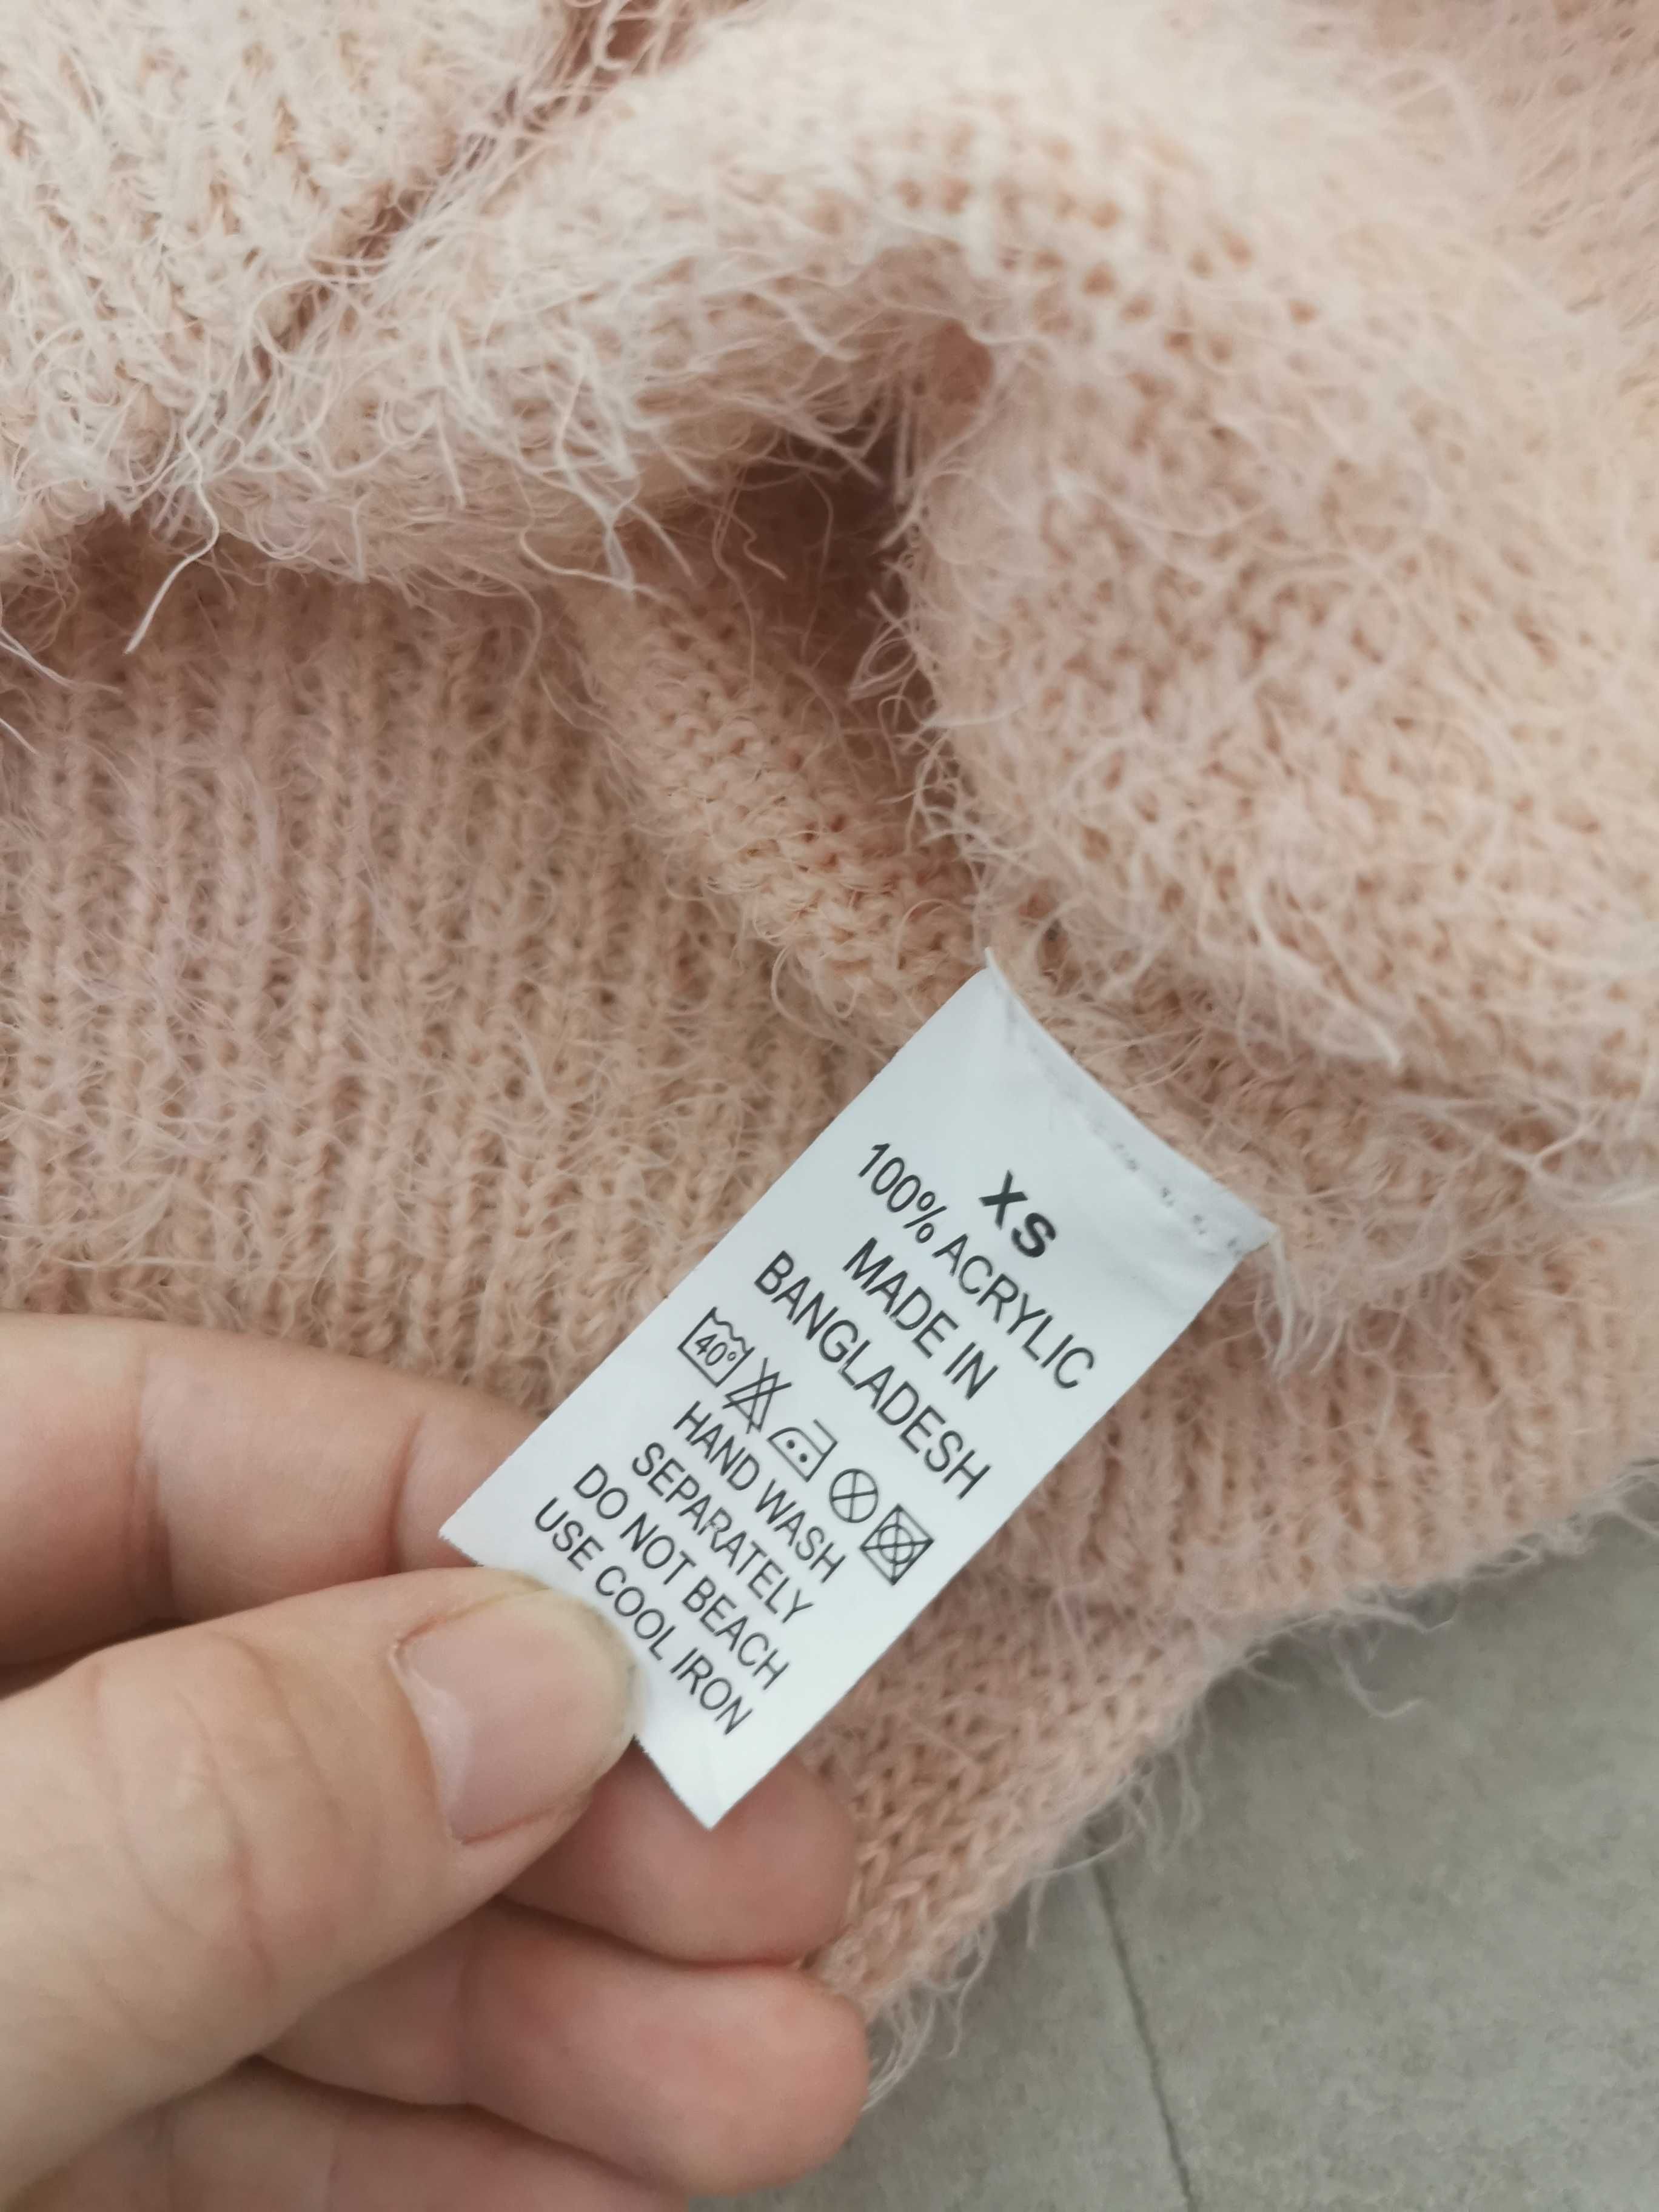 XS
100% ACRYLIC
MADE IN
BANGLADESH
40°
HAND WASH
SEPARATELY
DO NOT BEACH
USE COOL IRON